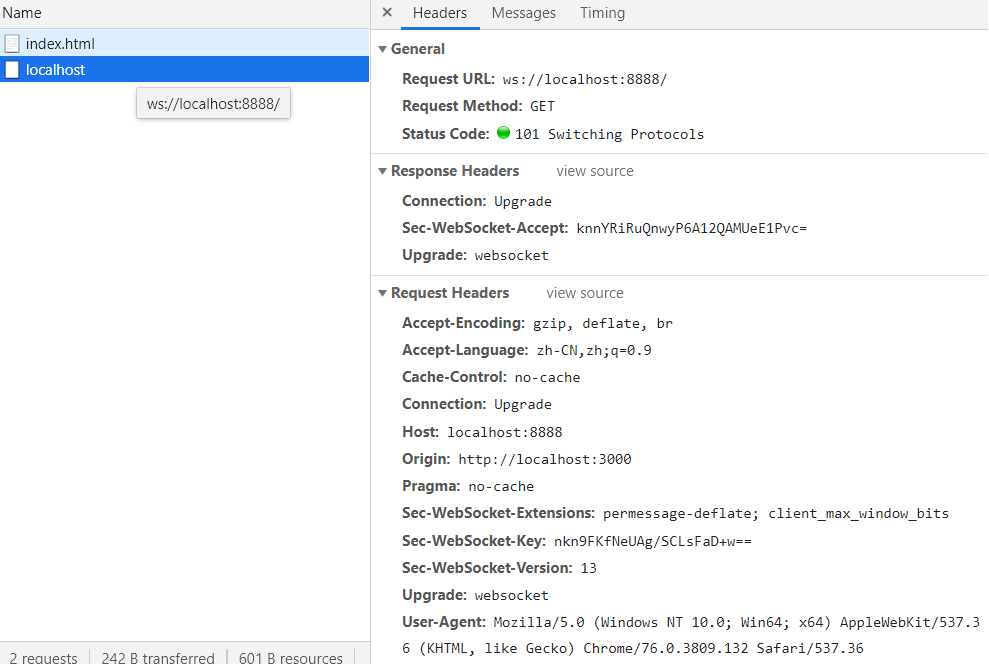 Name
index.html
localhost
ws://localhost:8888/
2 requests 242 B transferred 601 B resources
× Headers Messages Timing
General
Request URL: ws://localhost:8888/
Request Method: GET
Status Code: 101 Switching Protocols
Response Headers view source
Connection: Upgrade
Sec-WebSocket-Accept: knnYRiRuQnwyP6A12QAMUeE1Pvc=
Upgrade: websocket
Request Headers view source
Accept-Encoding: gzip, deflate, br
Accept-Language: zh-CN,zh;q=0.9
Cache-Control: no-cache
Connection: Upgrade
Host: localhost:8888
Origin: http://localhost:3000
Pragma: no-cache
Sec-WebSocket-Extensions: permessage-deflate; client_max_window_bits
Sec-WebSocket-Key: nkn9FKfNeUAg/SCLsFaD+w==
Sec-WebSocket-Version: 13
Upgrade: websocket
User-Agent: Mozilla/5.0 (Windows NT 10.0; Win64; x64) AppleWebKit/537.3
6 (KHTML, like Gecko) Chrome/76.0.3809.132 Safari/537.36